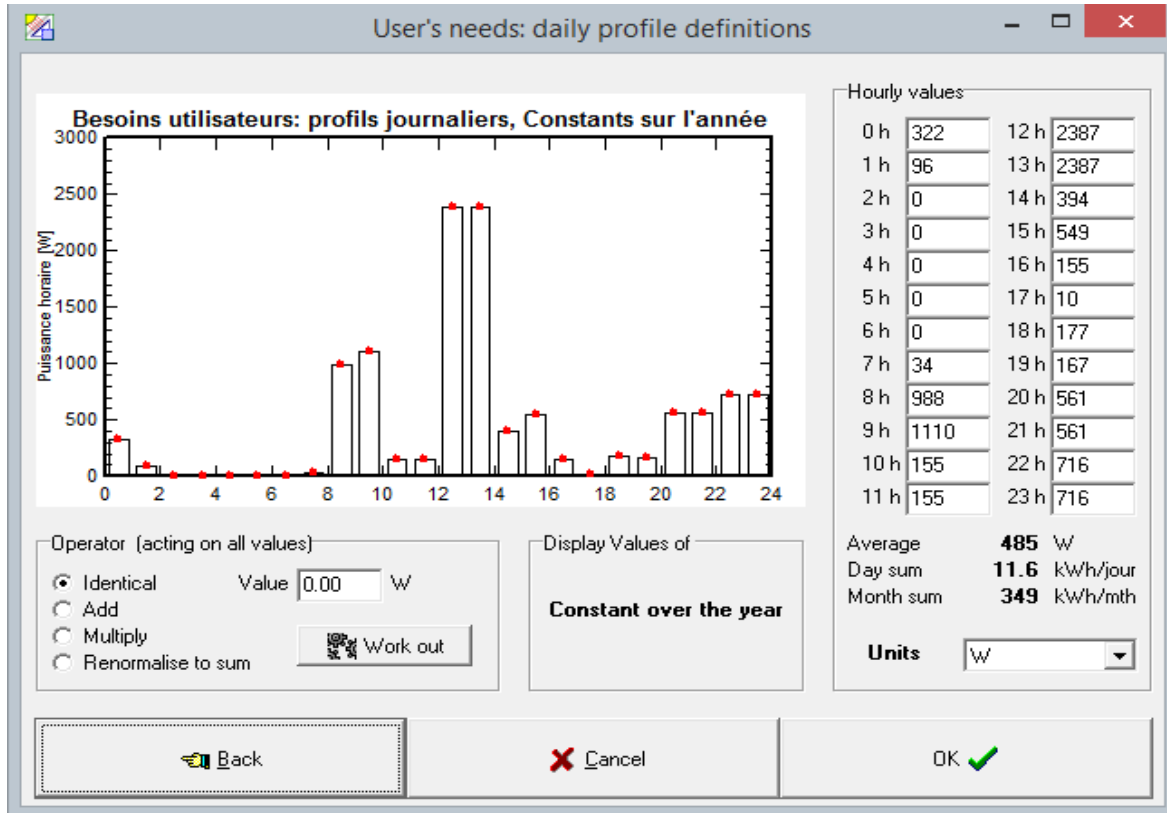 User's needs: daily profile definitions
Besoins utilisateurs: profils journaliers, Constants sur l'année
Puissance horaire [W]
3000
2500
2000
1500
1000
500
0
0 2 4 6 8 10 12 14 16 18 20 22 24
Hourly values
0 h 322 12 h 2387
1 h 96 13 h 2387
2 h 0 14 h 394
3 h 0 15 h 549
4 h 0 16 h 155
5 h 0 17 h 10
6 h 0 18 h 177
7 h 34 19 h 167
8 h 988 20 h 561
9 h 1110 21 h 561
10 h 155 22 h 716
11 h 155 23 h 716
Average 485 W
Day sum 11.6 kWh/jour
Month sum 349 kWh/mth
Units W
Operator (acting on all values)
Identical Value 0.00 W
Add
Multiply
Renormalise to sum
Work out
Display Values of
Constant over the year
Back
Cancel
OK